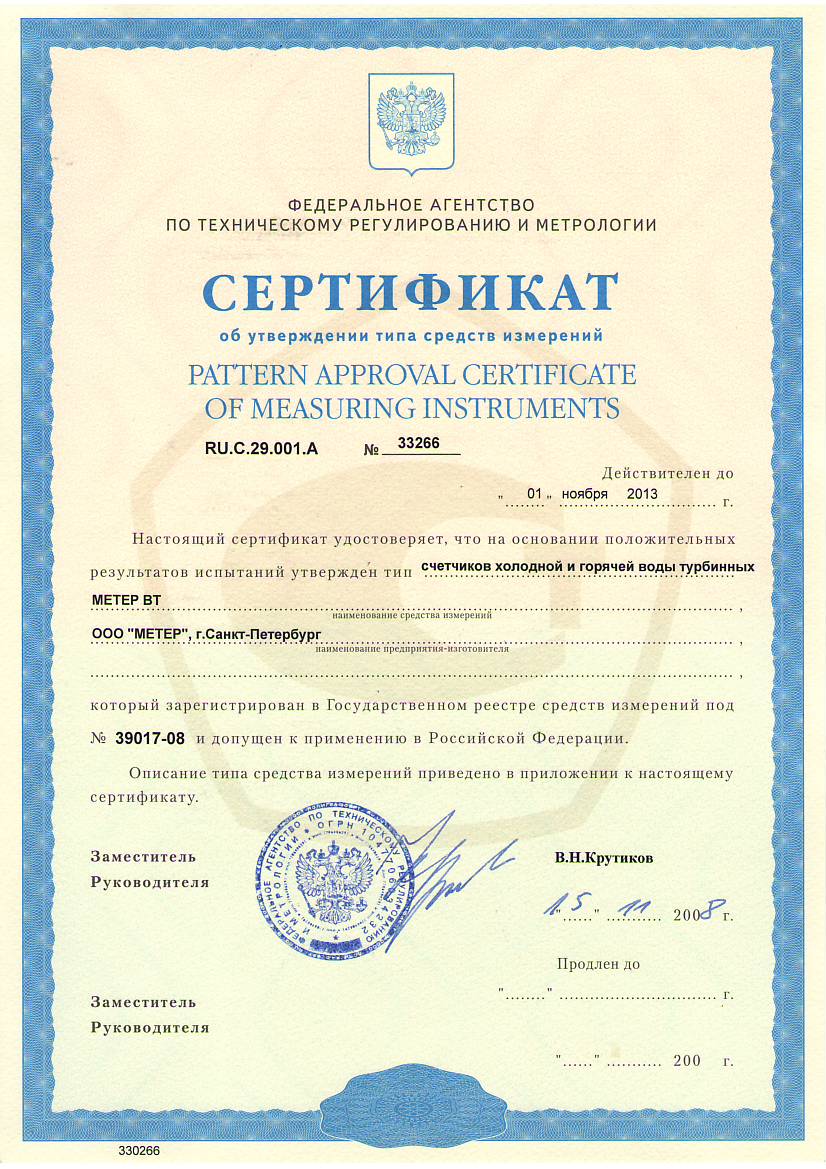 ФЕДЕРАЛЬНОЕ АГЕНТСТВО
ПО ТЕХНИЧЕСКОМУ РЕГУЛИРОВАНИЮ И МЕТРОЛОГИИ
СЕРТИФИКАТ
об утверждении типа средств измерений
PATTERN APPROVAL CERTIFICATE
OF MEASURING INSTRUMENTS
RU.C.29.001.A № 33266
Действителен до
" 01 " ноября 2013 г.
Настоящий сертификат удостоверяет, что на основании положительных
результатов испытаний утвержден тип счетчиков холодной и горячей воды турбинных
МЕТЕР ВТ ,
наименование средства измерений
ООО "МЕТЕР", г.Санкт-Петербург ,
наименование предприятия-изготовителя
,
который зарегистрирован в Государственном реестре средств измерений под
№ 39017-08 и допущен к применению в Российской Федерации.
Описание типа средства измерений приведено в приложении к настоящему
сертификату.
Заместитель
Руководителя
В.Н.Крутиков
ФЕДЕРАЛЬНОЕ АГЕНТСТВО ПО ТЕХНИЧЕСКОМУ РЕГУЛИРОВАНИЮ
И МЕТРОЛОГИИ * ОГРН
"15" 11 2008 г.
Продлен до
"........" .............................. г.
Заместитель
Руководителя
"......" ........... 200 г.
330266